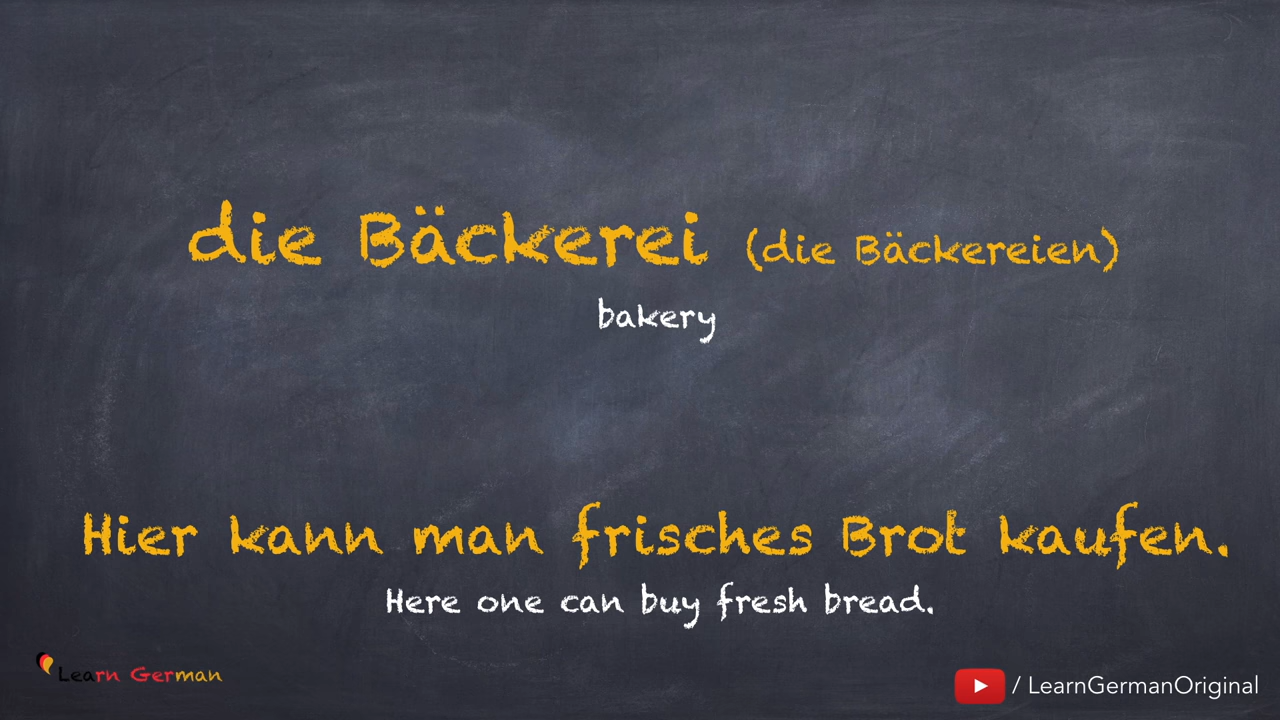 die Bäckerei (die Bäckereien)
bakery
Hier kann man frisches Brot kaufen.
Here one can buy fresh bread.
Learn German
/ LearnGermanOriginal